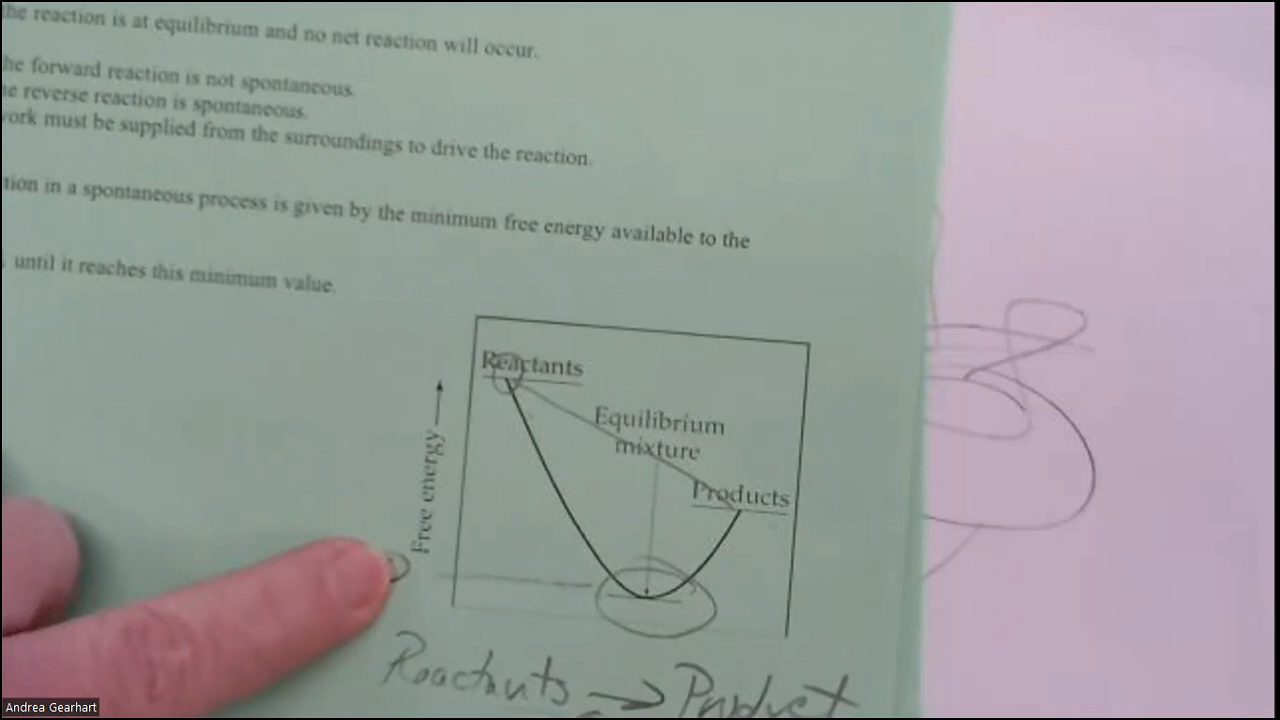 the reaction is at equilibrium and no net reaction will occur.
he forward reaction is not spontaneous.
he reverse reaction is spontaneous.
work must be supplied from the surroundings to drive the reaction.
tion in a spontaneous process is given by the minimum free energy available to the
until it reaches this minimum value.
Reactants
Equilibrium
mixture
Products
Free energy
Reactants → Product
Andrea Gearhart